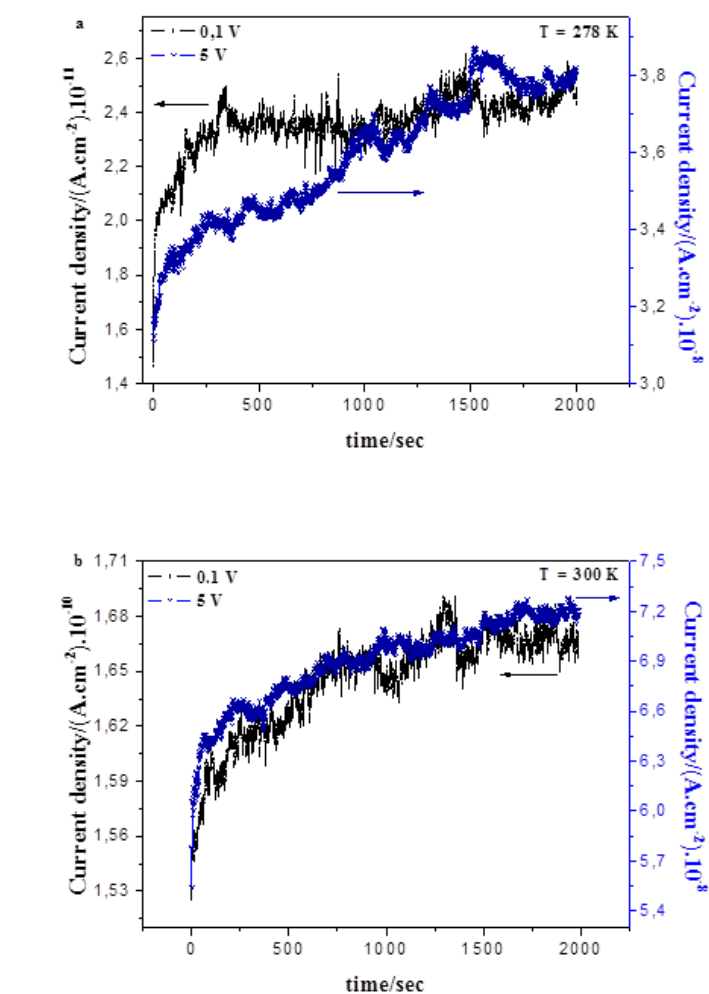 a
0,1 V
5 V
T = 278 K
Current density/(A.cm-2).10-11
2,6
2,4
2,2
2,0
1,8
1,6
1,4
3,8
3,6
3,4
3,2
3,0
Current density/(A.cm-2).10-8
0 500 1000 1500 2000
time/sec
b
0.1 V
5 V
T = 300 K
Current density/(A.cm-2).10-10
1,71
1,68
1,65
1,62
1,59
1,56
1,53
7,5
7,2
6,9
6,6
6,3
6,0
5,7
5,4
Current density/(A.cm-2).10-8
0 500 1000 1500 2000
time/sec